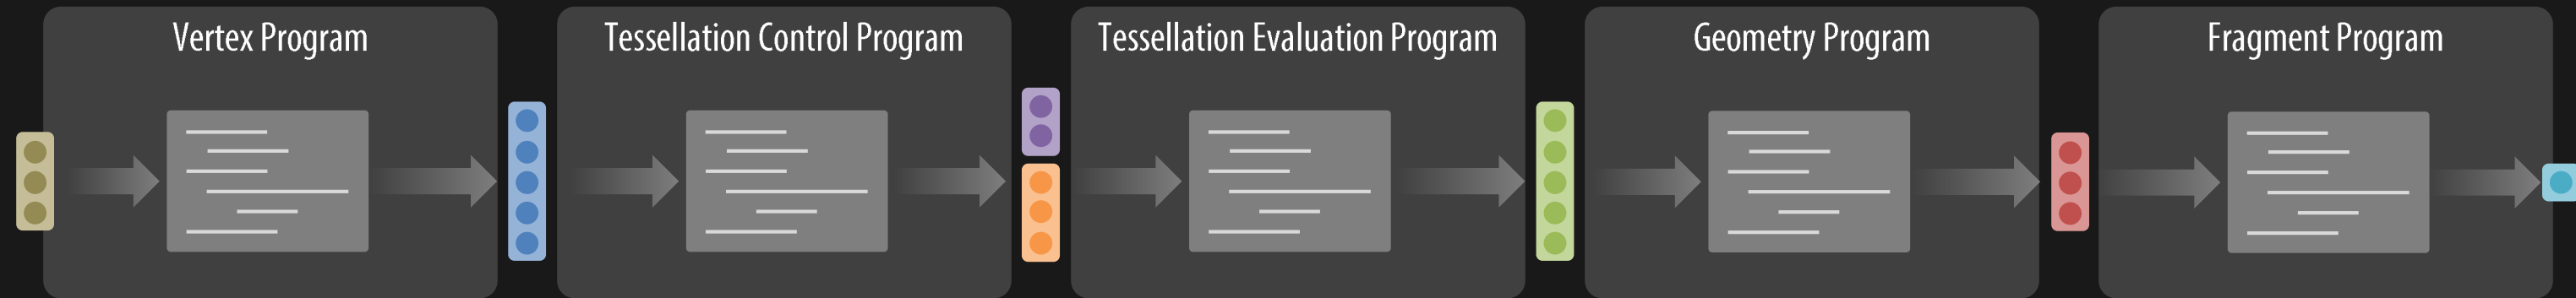 Vertex Program
Tessellation Control Program
Tessellation Evaluation Program
Geometry Program
Fragment Program